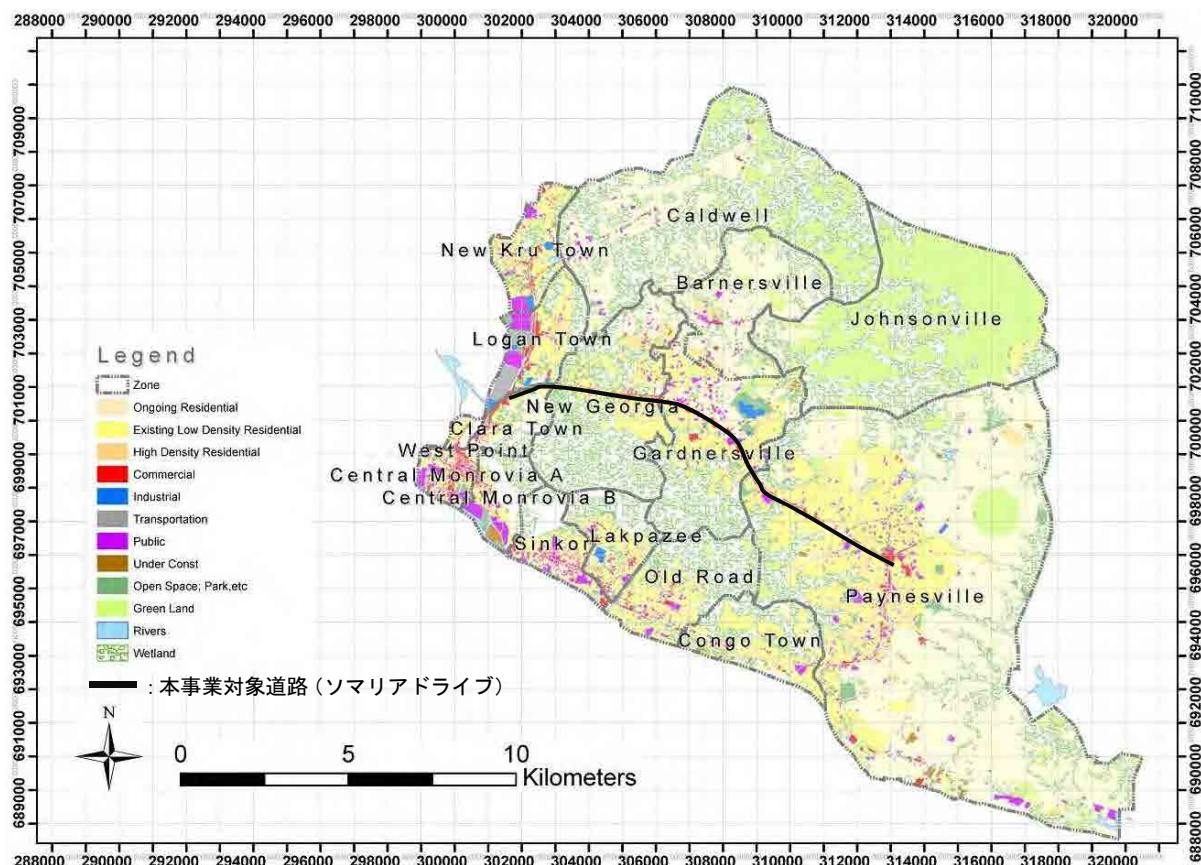 288000 290000 292000 294000 296000 298000 300000 302000 304000 306000 308000 310000 312000 314000 316000 318000 320000
709000
707000
705000
703000
701000
699000
697000
695000
693000
691000
689000
Caldwell
New Kru Town
Barnersville
Johnsonville
Logan Town
New Georgia
Clara Town
West Point
Gardnersville
Central Monrovia A
Central Monrovia B
Sinkor
Lakpazee
Old Road
Paynesville
Congo Town
Legend
Zone
Ongoing Residential
Existing Low Density Residential
High Density Residential
Commercial
Industrial
Transportation
Public
Under Const
Open Space; Park,etc
Green Land
Rivers
Wetland
: 本事業対象道路 (ソマリアドライブ)
N
0 5 10
Kilometers
710000
708000
706000
704000
702000
700000
698000
696000
694000
692000
690000
688000
288000 290000 292000 294000 296000 298000 300000 302000 304000 306000 308000 310000 312000 314000 316000 318000 320000